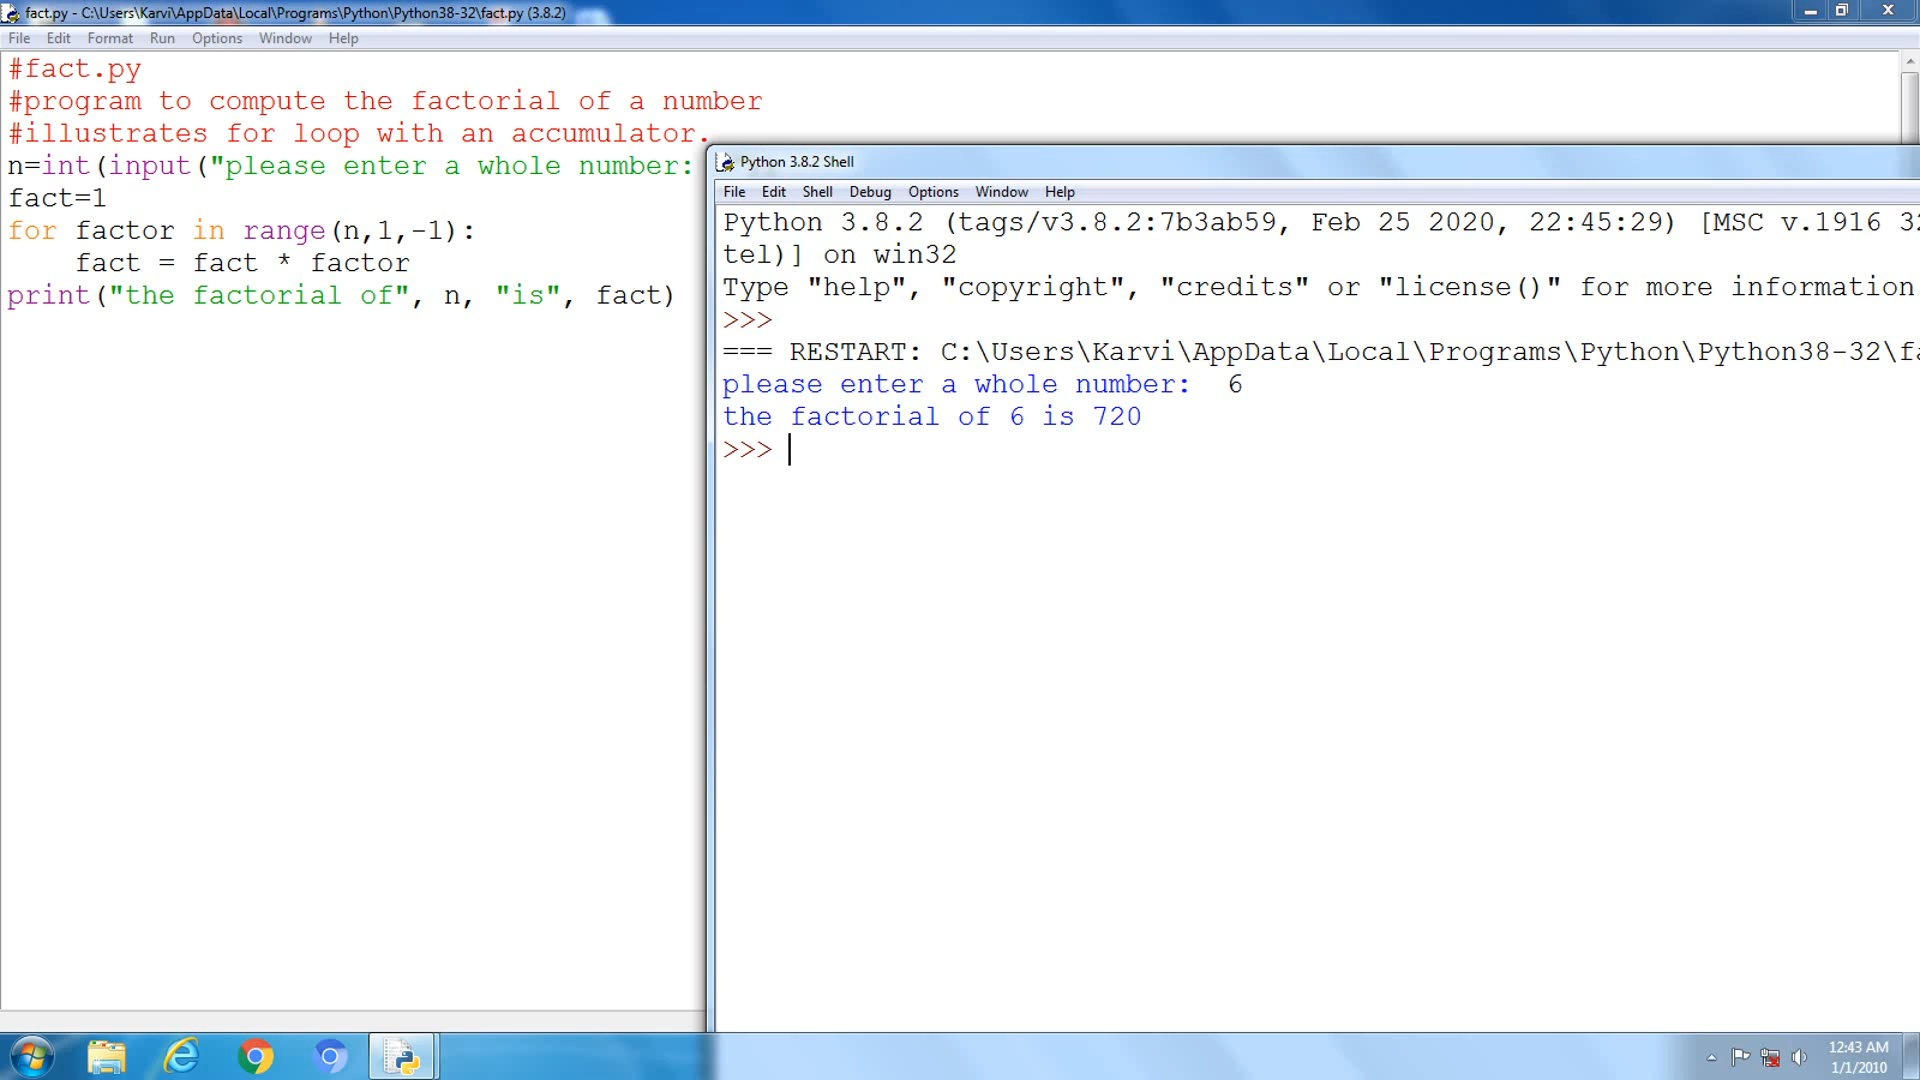 fact.py - C:\Users\Karvi\AppData\Local\Programs\Python\Python38-32\fact.py (3.8.2)
File Edit Format Run Options Window Help
#fact.py
#program to compute the factorial of a number
#illustrates for loop with an accumulator.
n=int(input("please enter a whole number:
fact=1
for factor in range(n,1,-1):
    fact = fact * factor
print("the factorial of", n, "is", fact)
Python 3.8.2 Shell
File Edit Shell Debug Options Window Help
Python 3.8.2 (tags/v3.8.2:7b3ab59, Feb 25 2020, 22:45:29) [MSC v.1916 32
tel)] on win32
Type "help", "copyright", "credits" or "license()" for more information
>>>
=== RESTART: C:\Users\Karvi\AppData\Local\Programs\Python\Python38-32\fa
please enter a whole number:  6
the factorial of 6 is 720
>>>
12:43 AM
1/1/2010